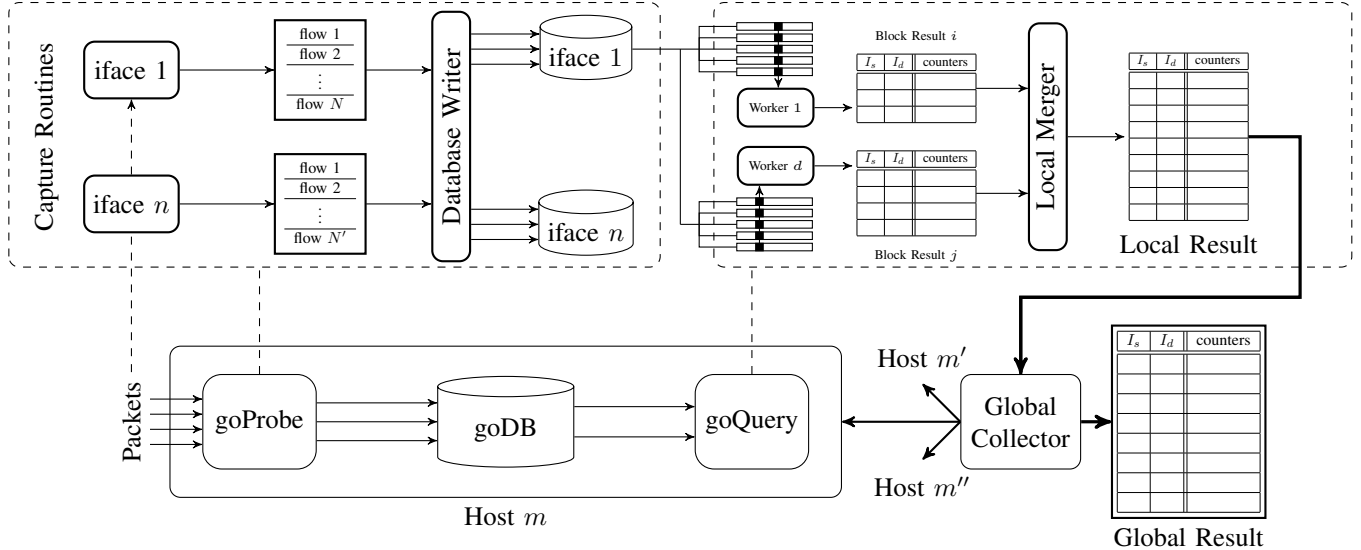 Capture Routines
iface 1
iface n
flow 1
flow 2
⋮
flow N
flow 1
flow 2
⋮
flow N′
Database Writer
iface 1
iface n
Worker 1
Worker d
Block Result i
I_s I_d counters
I_s I_d counters
Block Result j
Local Merger
I_s I_d counters
Local Result
Packets
goProbe
goDB
goQuery
Host m
Host m′
Host m″
Global
Collector
I_s I_d counters
Global Result